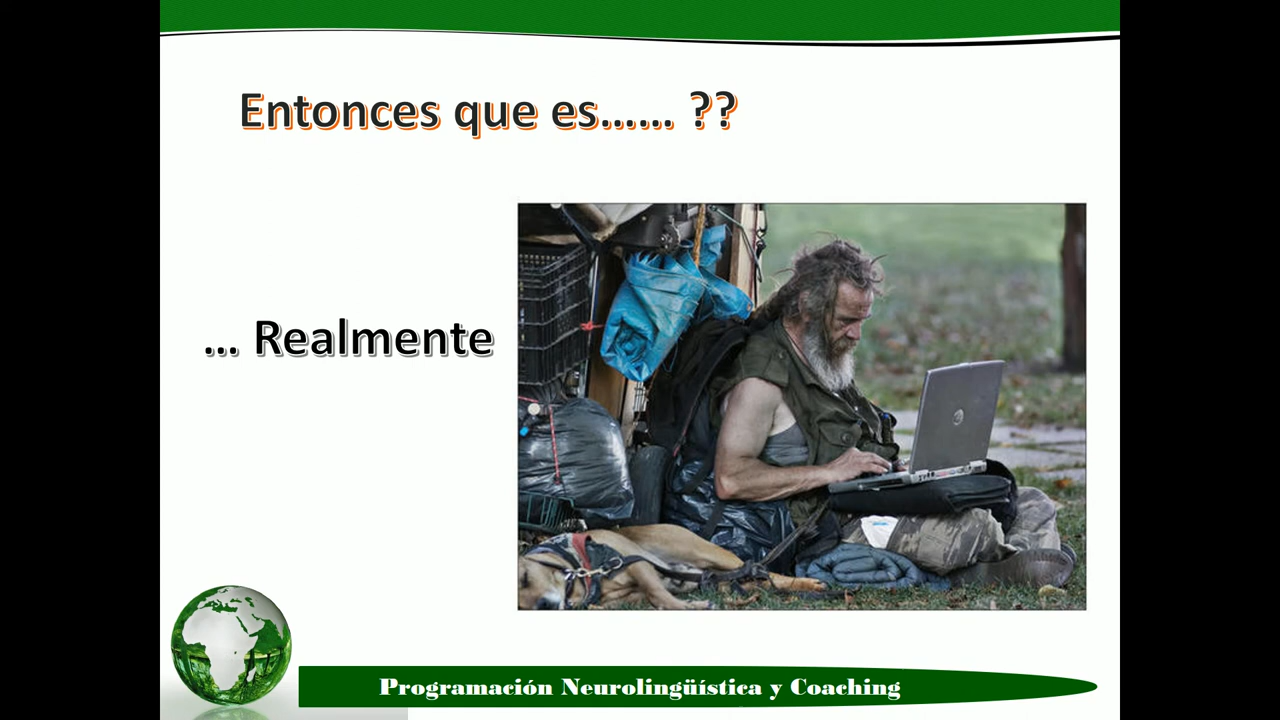 Entonces que es...... ??
... Realmente
Programación Neurolingüística y Coaching